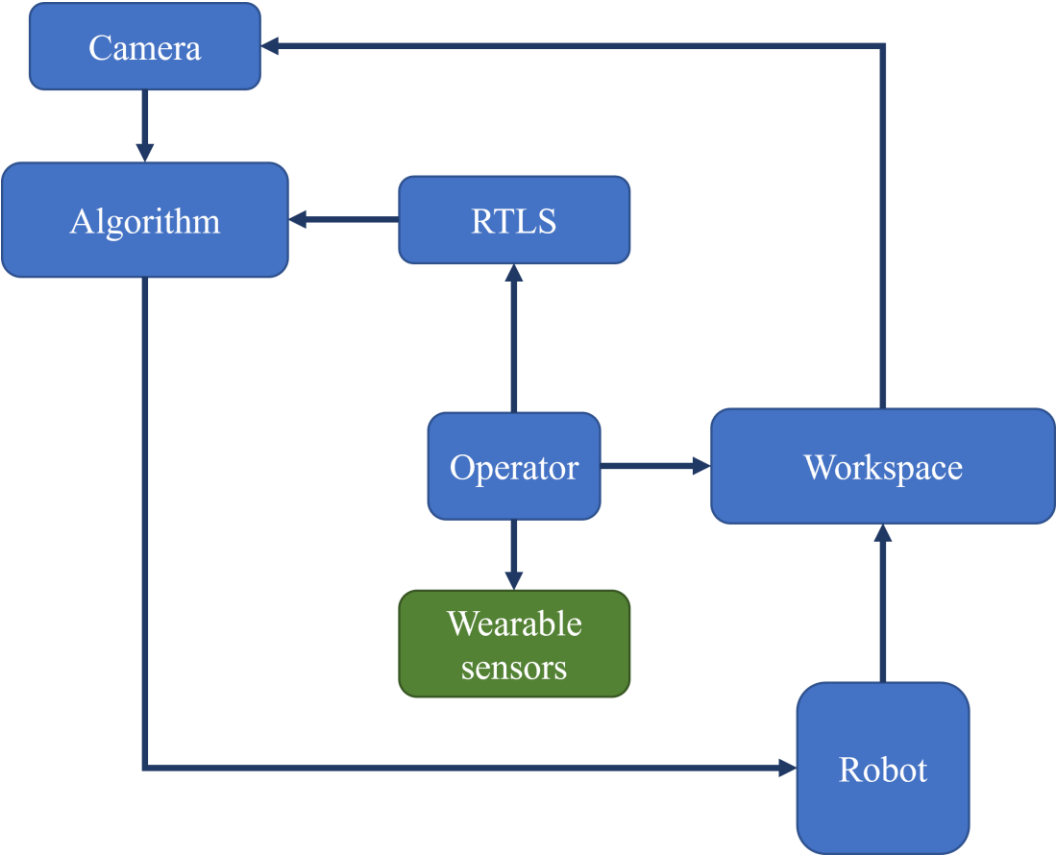 Camera
Algorithm
RTLS
Operator
Workspace
Wearable
sensors
Robot